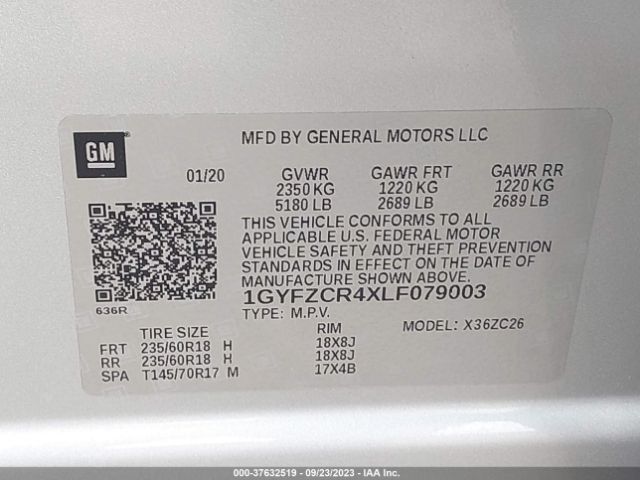 GM
MFD BY GENERAL MOTORS LLC
01/20 GVWR GAWR FRT GAWR RR
2350 KG 1220 KG 1220 KG
5180 LB 2689 LB 2689 LB
THIS VEHICLE CONFORMS TO ALL
APPLICABLE U.S. FEDERAL MOTOR
VEHICLE SAFETY AND THEFT PREVENTION
STANDARDS IN EFFECT ON THE DATE OF
MANUFACTURE SHOWN ABOVE.
1GYFZCR4XLF079003
636R
TYPE: M.P.V.
TIRE SIZE RIM MODEL: X36ZC26
FRT 235/60R18 H 18X8J
RR 235/60R18 H 18X8J
SPA T145/70R17 M 17X4B
000-37632519 - 09/23/2023 - IAA Inc.